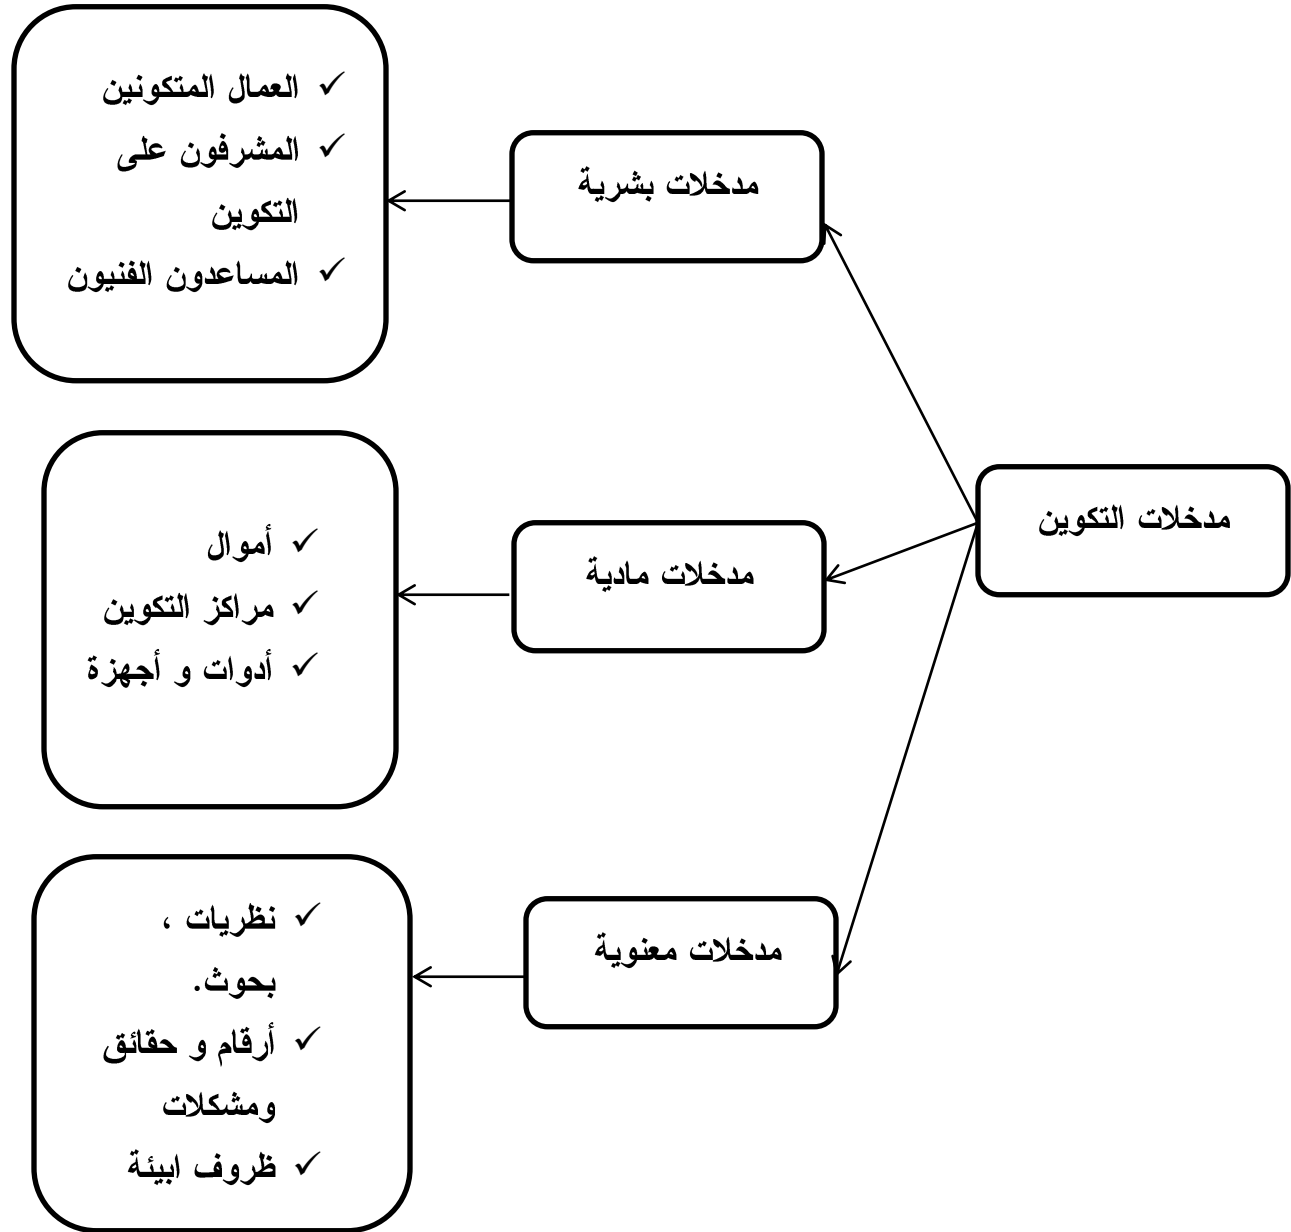 مدخلات التكوين
مدخلات بشرية
✓ العمال المتكونين
✓ المشرفون على
التكوين
✓ المساعدون الفنيون
مدخلات مادية
✓ أموال
✓ مراكز التكوين
✓ أدوات و أجهزة
مدخلات معنوية
✓ نظريات ،
بحوث.
✓ أرقام و حقائق
ومشكلات
✓ ظروف ابيئة